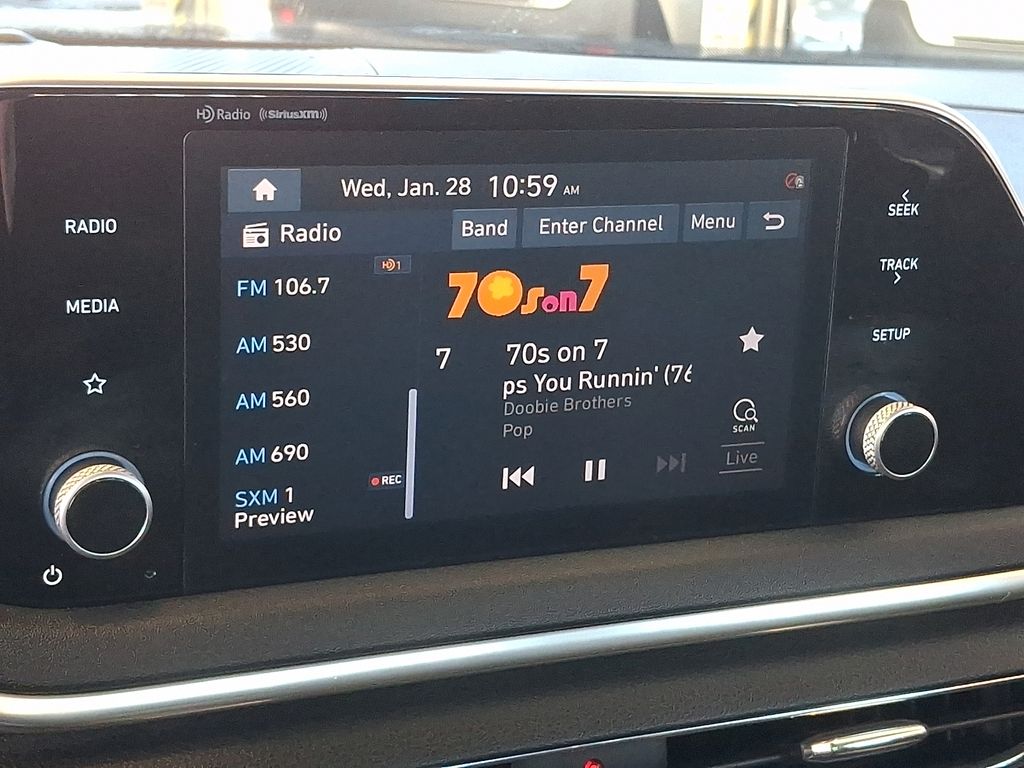 HD Radio ((SiriusXM))
Wed, Jan. 28 10:59 AM
RADIO
MEDIA
Radio
Band
Enter Channel
Menu
HD 1
FM 106.7
AM 530
AM 560
AM 690
SXM 1
Preview
REC
70s on 7
7
70s on 7
ps You Runnin' (76
Doobie Brothers
Pop
SCAN
Live
SEEK
TRACK
SETUP